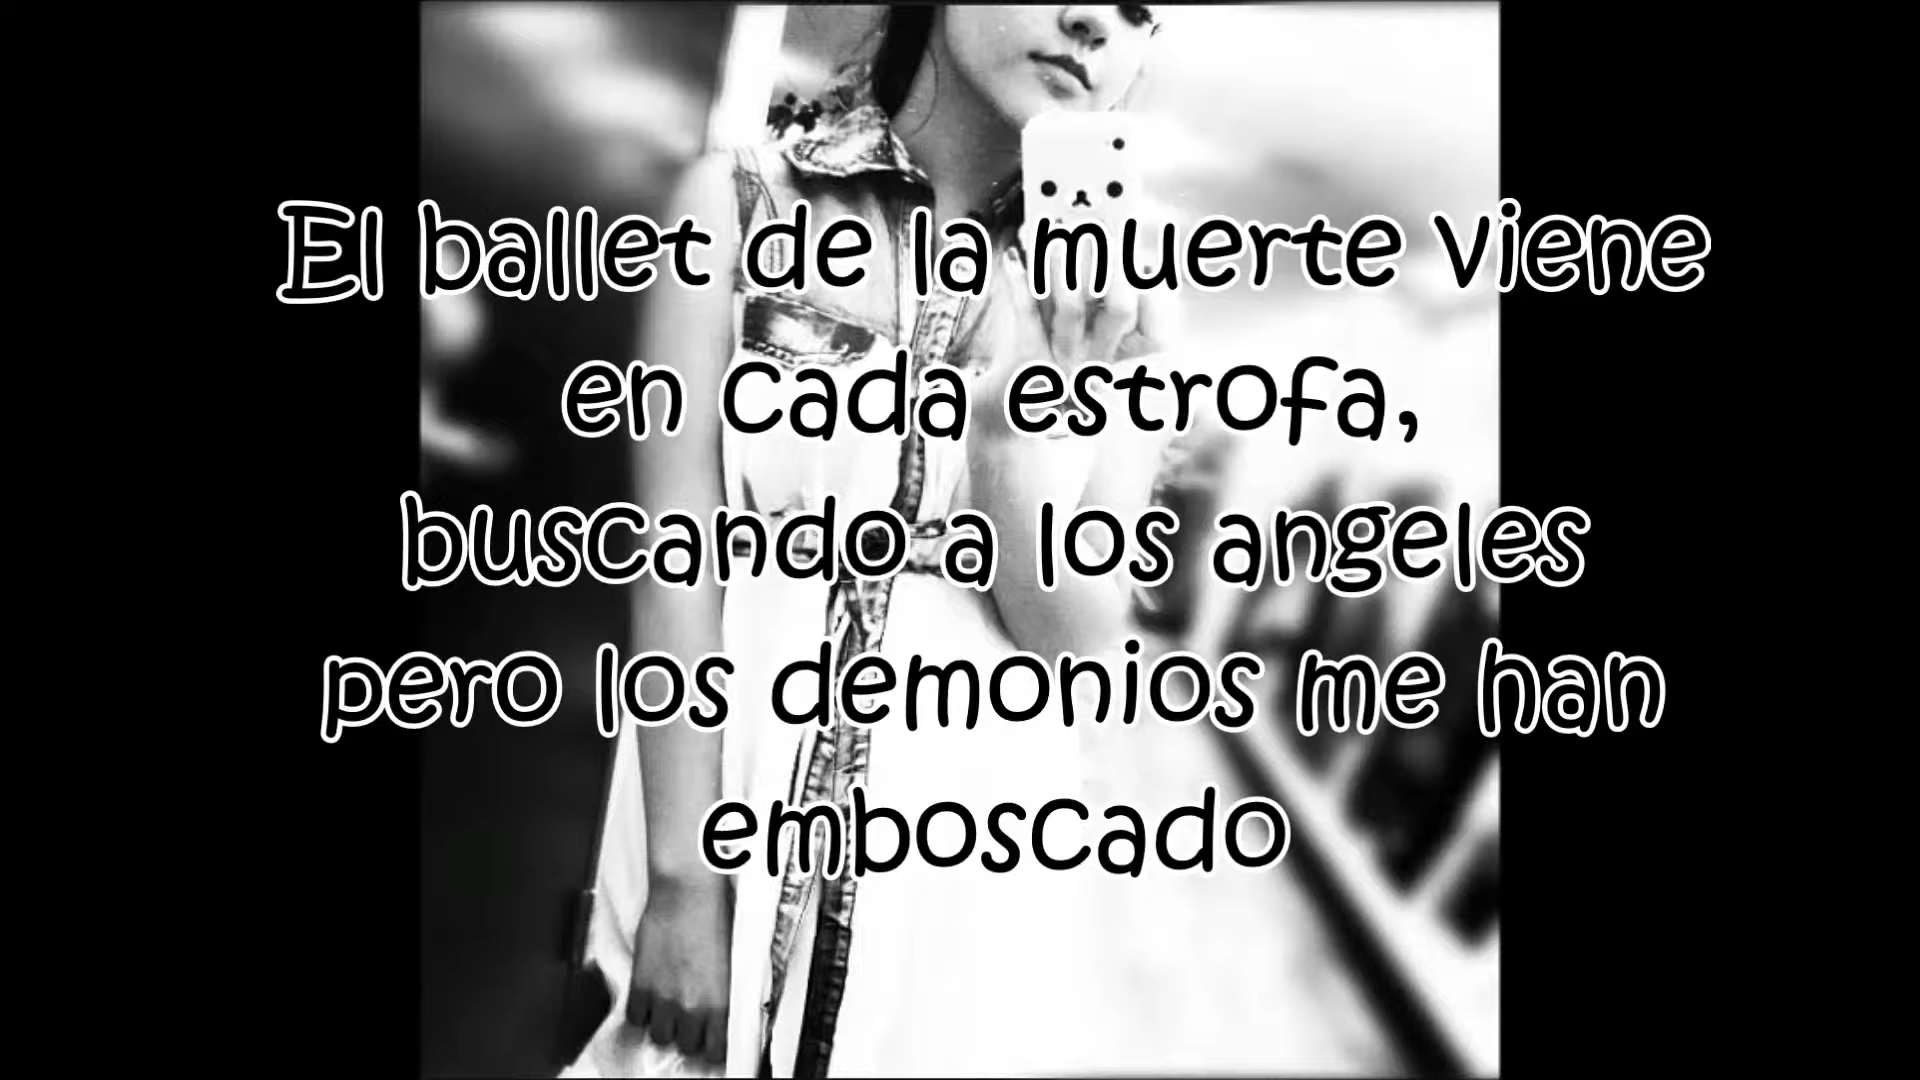 El ballet de la muerte viene
en cada estrofa,
buscando a los angeles
pero los demonios me han
emboscado